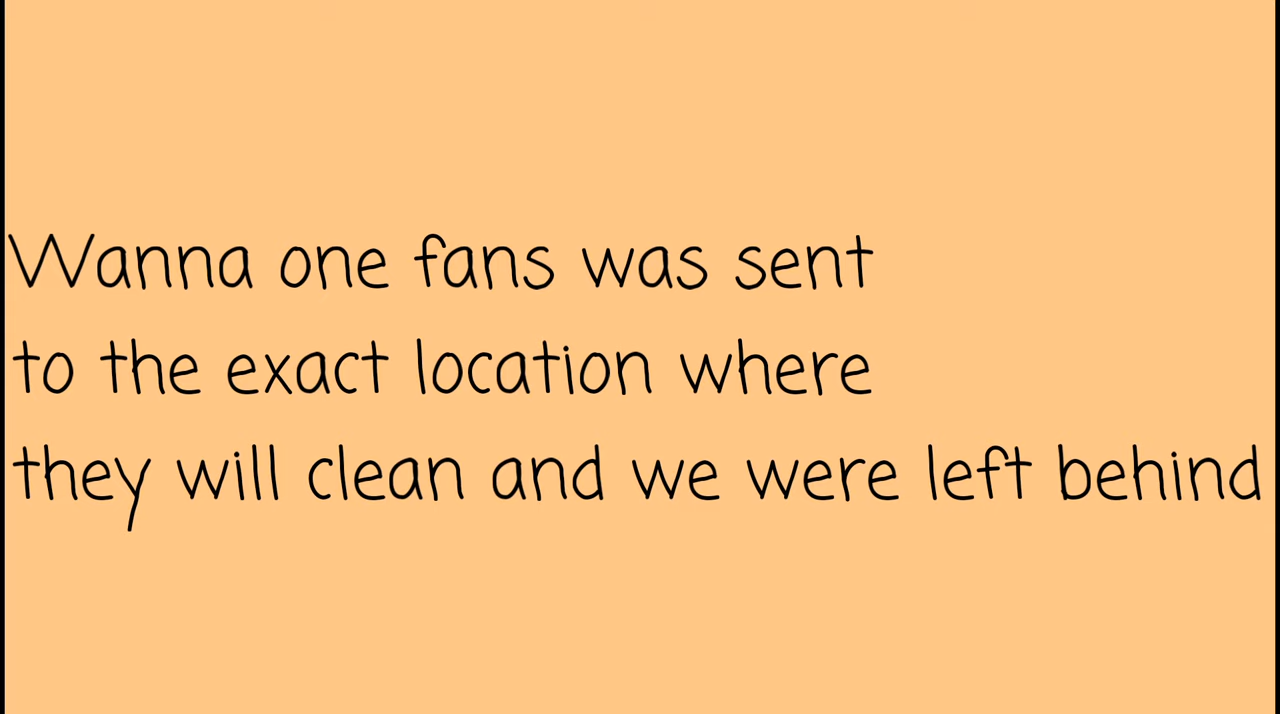 Wanna one fans was sent
to the exact location where
they will clean and we were left behind